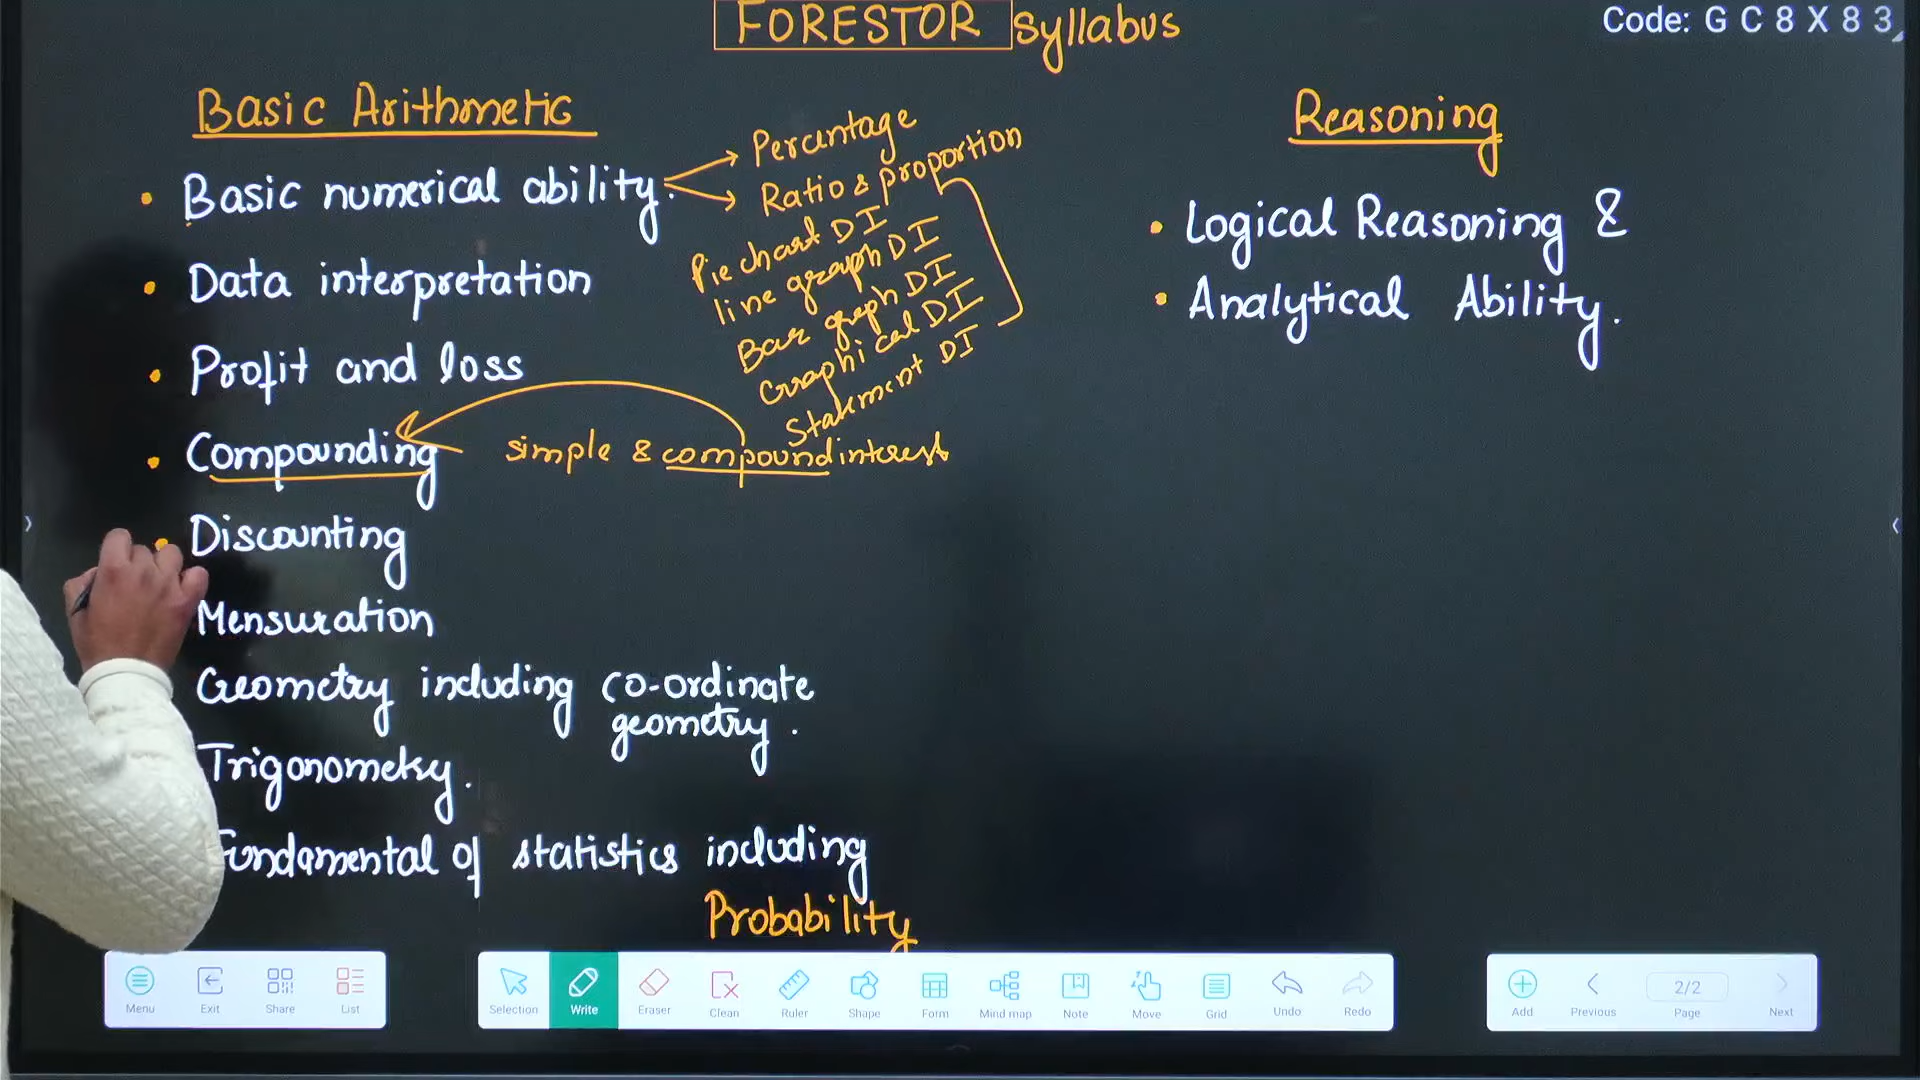 FORESTOR Syllabus
Code: G C 8 X 8 3
Basic Arithmetic
• Basic numerical ability.
Percentage
Ratio & proportion
• Data interpretation
Pie chart DI
line graph DI
Bar graph DI
Graphical DI
Statement DI
• Profit and loss
• Compounding
simple & compound interest
• Discounting
Mensuration
Geometry including co-ordinate
geometry.
Trigonometry.
Fundamental of statistics including
Probability
Reasoning
• Logical Reasoning &
• Analytical Ability.
Menu
Exit
Share
List
Selection
Write
Eraser
Clean
Ruler
Shape
Form
Mind map
Note
Move
Grid
Undo
Redo
Add
Previous
2/2
Page
Next